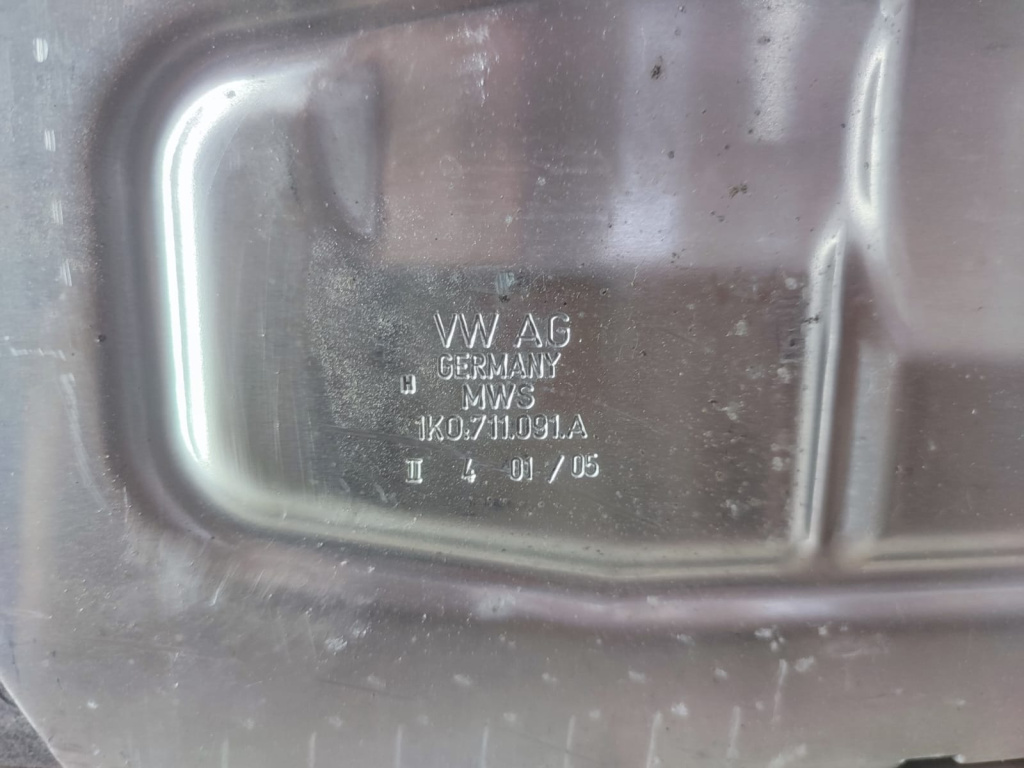 VW AG
GERMANY
H
MWS
1K0.711.091.A
II 4 01/05